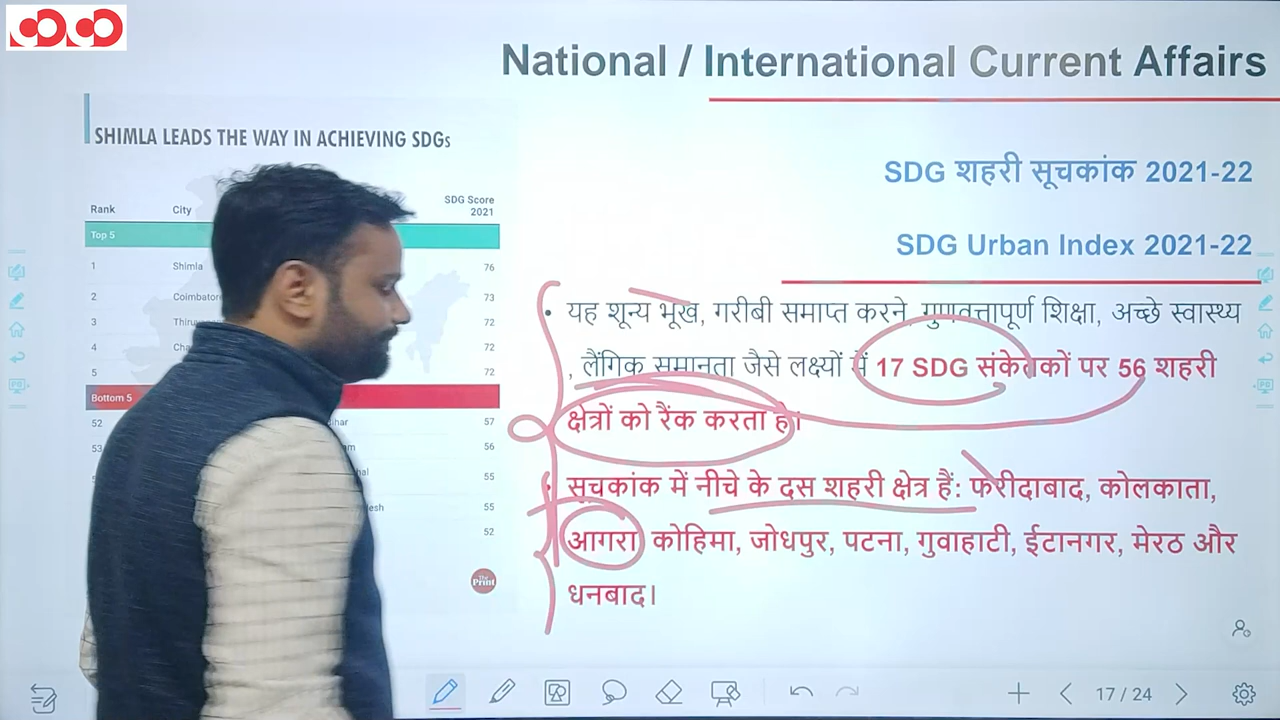 National / International Current Affairs
SHIMLA LEADS THE WAY IN ACHIEVING SDGs
SDG शहरी सूचकांक 2021-22
Rank City SDG Score 2021
Top 5
SDG Urban Index 2021-22
1 Shimla 76
2 73
3 72
4 72
72
Bottom 5
52 57
53 56
55
55
52
The Print
• यह शून्य भूख, गरीबी समाप्त करने, गुणवत्तापूर्ण शिक्षा, अच्छे स्वास्थ्य
, लैंगिक समानता जैसे लक्ष्यों में 17 SDG संकेतकों पर 56 शहरी
क्षेत्रों को रैंक करता है।
• सूचकांक में नीचे के दस शहरी क्षेत्र हैं: फरीदाबाद, कोलकाता,
आगरा कोहिमा, जोधपुर, पटना, गुवाहाटी, ईटानगर, मेरठ और
धनबाद।
17 / 24